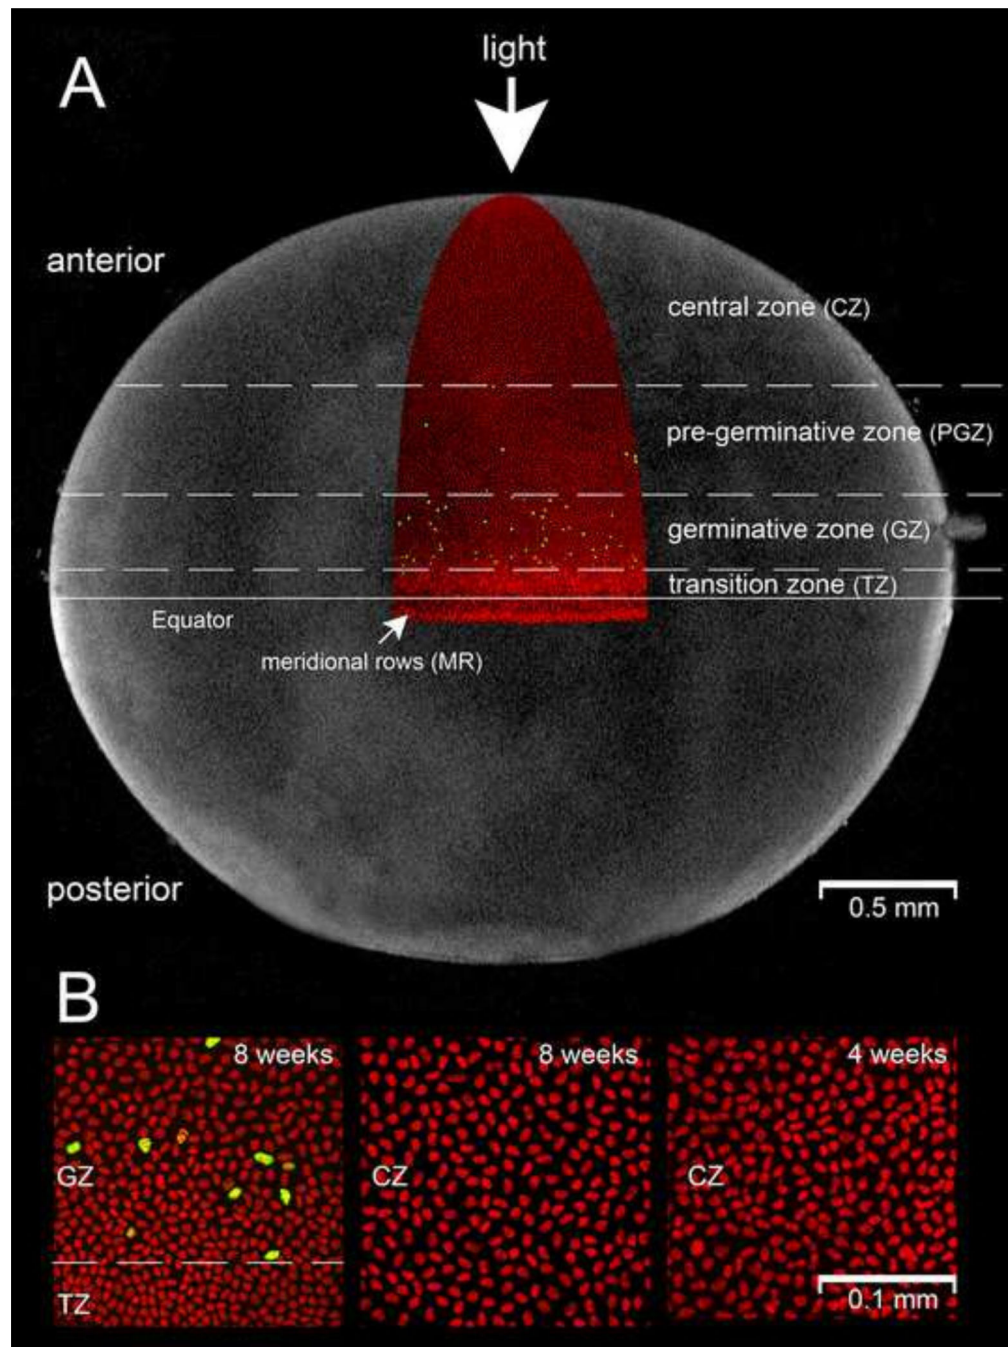 A
light
anterior
central zone (CZ)
pre-germinative zone (PGZ)
germinative zone (GZ)
transition zone (TZ)
Equator
meridional rows (MR)
posterior
0.5 mm
B
8 weeks
8 weeks
4 weeks
GZ
CZ
CZ
TZ
0.1 mm